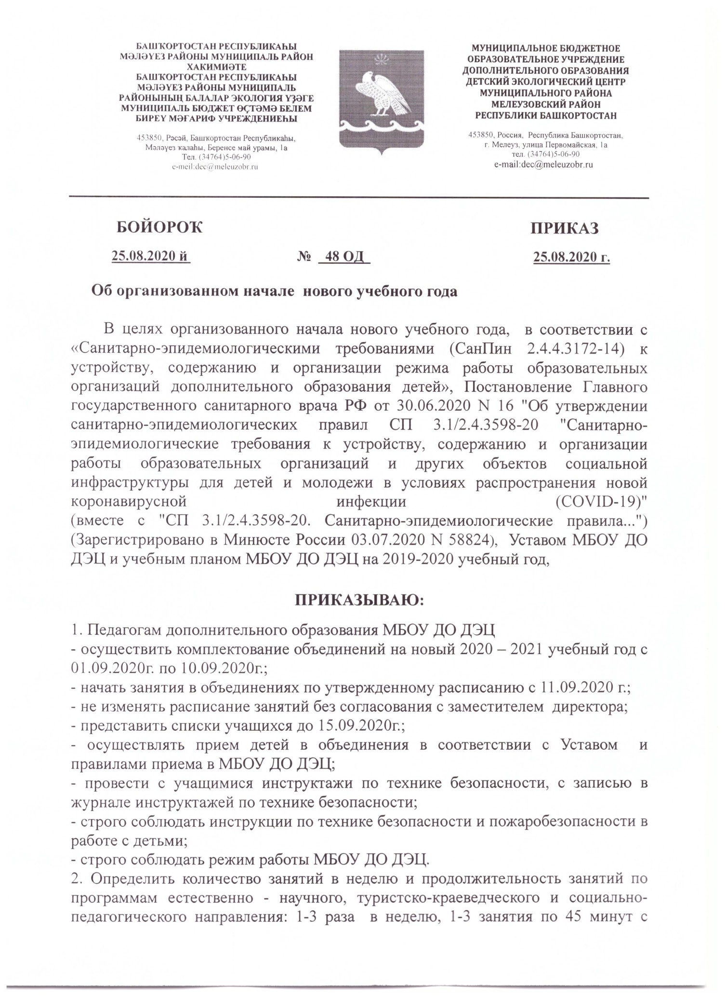 БАШҠОРТОСТАН РЕСПУБЛИКАҺЫ
МӘЛӘҮЕЗ РАЙОНЫ МУНИЦИПАЛЬ РАЙОН
ХАКИМИӘТЕ
БАШҠОРТОСТАН РЕСПУБЛИКАҺЫ
МӘЛӘҮЕЗ РАЙОНЫ МУНИЦИПАЛЬ
РАЙОНЫНЫҢ БАЛАЛАР ЭКОЛОГИЯ ҮҘӘГЕ
МУНИЦИПАЛЬ БЮДЖЕТ ӨҪТӘМӘ БЕЛЕМ
БИРЕҮ МӘҒАРИФ УЧРЕЖДЕНИЕҺЫ
453850, Рәсәй, Башҡортостан Республикаһы,
Мәләүез ҡалаһы, Беренсе май урамы, 1а
Тел. (34764)5-06-90
e-meil:dec@meleuzobr.ru
МУНИЦИПАЛЬНОЕ БЮДЖЕТНОЕ
ОБРАЗОВАТЕЛЬНОЕ УЧРЕЖДЕНИЕ
ДОПОЛНИТЕЛЬНОГО ОБРАЗОВАНИЯ
ДЕТСКИЙ ЭКОЛОГИЧЕСКИЙ ЦЕНТР
МУНИЦИПАЛЬНОГО РАЙОНА
МЕЛЕУЗОВСКИЙ РАЙОН
РЕСПУБЛИКИ БАШКОРТОСТАН
453850, Россия, Республика Башкортостан,
г. Мелеуз, улица Первомайская, 1а
тел. (34764)5-06-90
e-mail:dec@meleuzobr.ru
БОЙОРОҠ ПРИКАЗ
25.08.2020 й № 48 ОД 25.08.2020 г.
Об организованном начале нового учебного года
В целях организованного начала нового учебного года, в соответствии с
«Санитарно-эпидемиологическими требованиями (СанПин 2.4.4.3172-14) к
устройству, содержанию и организации режима работы образовательных
организаций дополнительного образования детей», Постановление Главного
государственного санитарного врача РФ от 30.06.2020 N 16 "Об утверждении
санитарно-эпидемиологических правил СП 3.1/2.4.3598-20 "Санитарно-
эпидемиологические требования к устройству, содержанию и организации
работы образовательных организаций и других объектов социальной
инфраструктуры для детей и молодежи в условиях распространения новой
коронавирусной инфекции (COVID-19)"
(вместе с "СП 3.1/2.4.3598-20. Санитарно-эпидемиологические правила...")
(Зарегистрировано в Минюсте России 03.07.2020 N 58824), Уставом МБОУ ДО
ДЭЦ и учебным планом МБОУ ДО ДЭЦ на 2019-2020 учебный год,
ПРИКАЗЫВАЮ:
1. Педагогам дополнительного образования МБОУ ДО ДЭЦ
- осуществить комплектование объединений на новый 2020 – 2021 учебный год с
01.09.2020г. по 10.09.2020г.;
- начать занятия в объединениях по утвержденному расписанию с 11.09.2020 г.;
- не изменять расписание занятий без согласования с заместителем директора;
- представить списки учащихся до 15.09.2020г.;
- осуществлять прием детей в объединения в соответствии с Уставом и
правилами приема в МБОУ ДО ДЭЦ;
- провести с учащимися инструктажи по технике безопасности, с записью в
журнале инструктажей по технике безопасности;
- строго соблюдать инструкции по технике безопасности и пожаробезопасности в
работе с детьми;
- строго соблюдать режим работы МБОУ ДО ДЭЦ.
2. Определить количество занятий в неделю и продолжительность занятий по
программам естественно - научного, туристско-краеведческого и социально-
педагогического направления: 1-3 раза в неделю, 1-3 занятия по 45 минут с